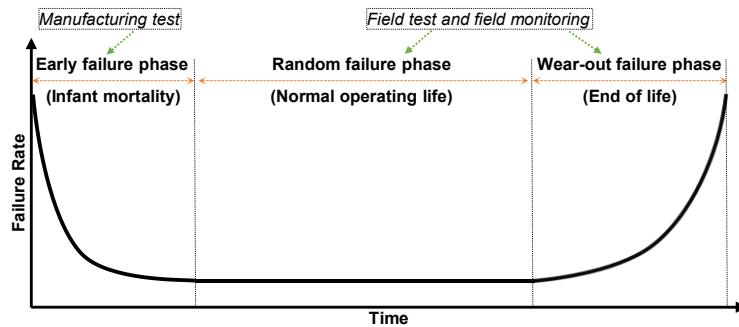 Manufacturing test
Field test and field monitoring
Early failure phase
(Infant mortality)
Random failure phase
(Normal operating life)
Wear-out failure phase
(End of life)
Failure Rate
Time